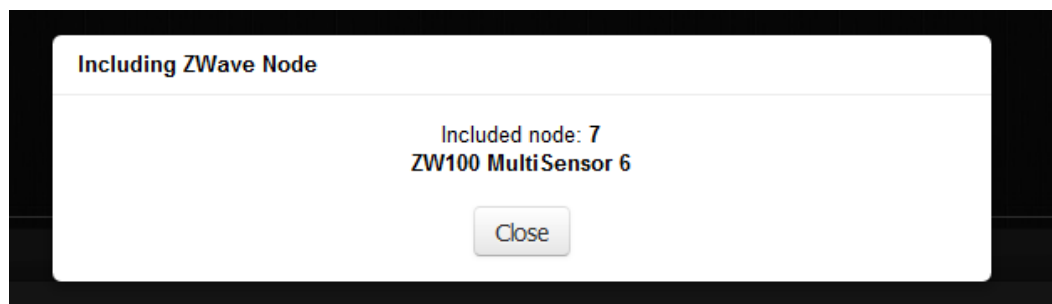 Including ZWave Node
Included node: 7
ZW100 MultiSensor 6
Close